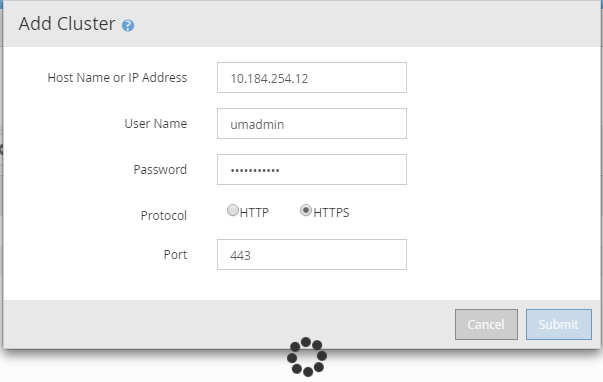 Add Cluster ?
Host Name or IP Address 10.184.254.12
User Name umadmin
Password •••••••••••
Protocol HTTP HTTPS
Port 443
Cancel Submit